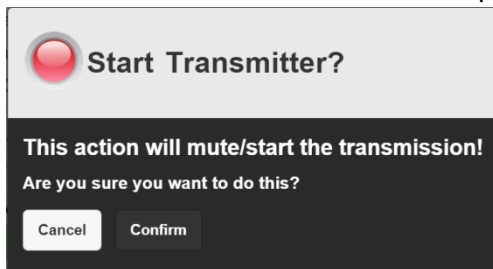 Start Transmitter?
This action will mute/start the transmission!
Are you sure you want to do this?
Cancel Confirm